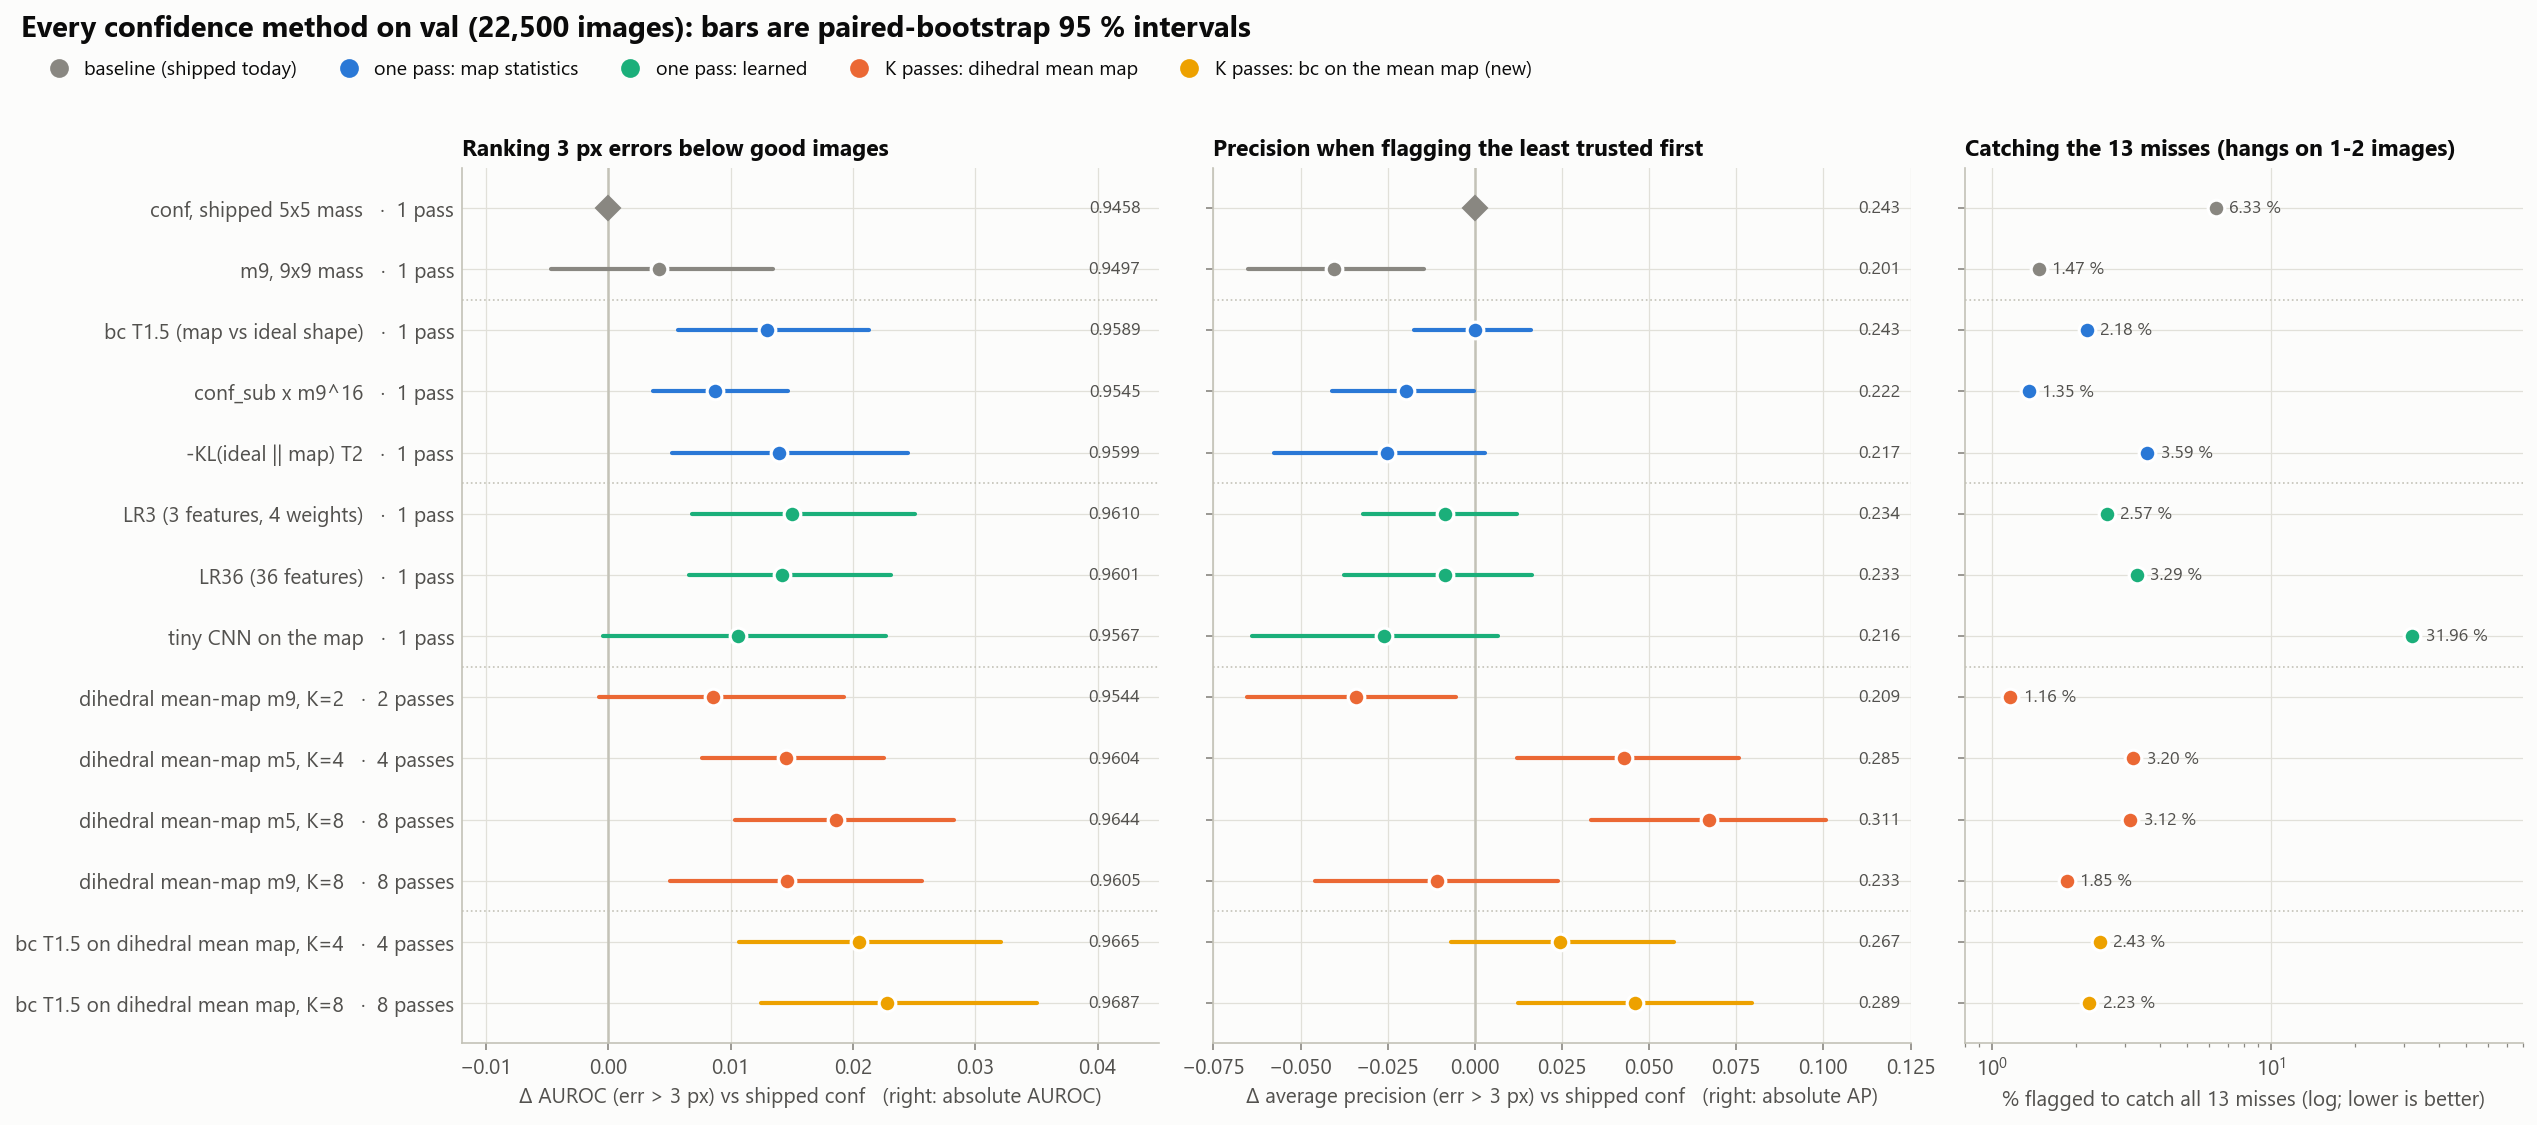 Every confidence method on val (22,500 images): bars are paired-bootstrap 95 % intervals
baseline (shipped today)
one pass: map statistics
one pass: learned
K passes: dihedral mean map
K passes: bc on the mean map (new)
Ranking 3 px errors below good images
Precision when flagging the least trusted first
Catching the 13 misses (hangs on 1-2 images)
conf, shipped 5x5 mass · 1 pass 0.9458 0.243 6.33 %
m9, 9x9 mass · 1 pass 0.9497 0.201 1.47 %
bc T1.5 (map vs ideal shape) · 1 pass 0.9589 0.243 2.18 %
conf_sub x m9^16 · 1 pass 0.9545 0.222 1.35 %
-KL(ideal || map) T2 · 1 pass 0.9599 0.217 3.59 %
LR3 (3 features, 4 weights) · 1 pass 0.9610 0.234 2.57 %
LR36 (36 features) · 1 pass 0.9601 0.233 3.29 %
tiny CNN on the map · 1 pass 0.9567 0.216 31.96 %
dihedral mean-map m9, K=2 · 2 passes 0.9544 0.209 1.16 %
dihedral mean-map m5, K=4 · 4 passes 0.9604 0.285 3.20 %
dihedral mean-map m5, K=8 · 8 passes 0.9644 0.311 3.12 %
dihedral mean-map m9, K=8 · 8 passes 0.9605 0.233 1.85 %
bc T1.5 on dihedral mean map, K=4 · 4 passes 0.9665 0.267 2.43 %
bc T1.5 on dihedral mean map, K=8 · 8 passes 0.9687 0.289 2.23 %
−0.01 0.00 0.01 0.02 0.03 0.04
−0.075 −0.050 −0.025 0.000 0.025 0.050 0.075 0.100 0.125
10⁰ 10¹
Δ AUROC (err > 3 px) vs shipped conf (right: absolute AUROC)
Δ average precision (err > 3 px) vs shipped conf (right: absolute AP)
% flagged to catch all 13 misses (log; lower is better)